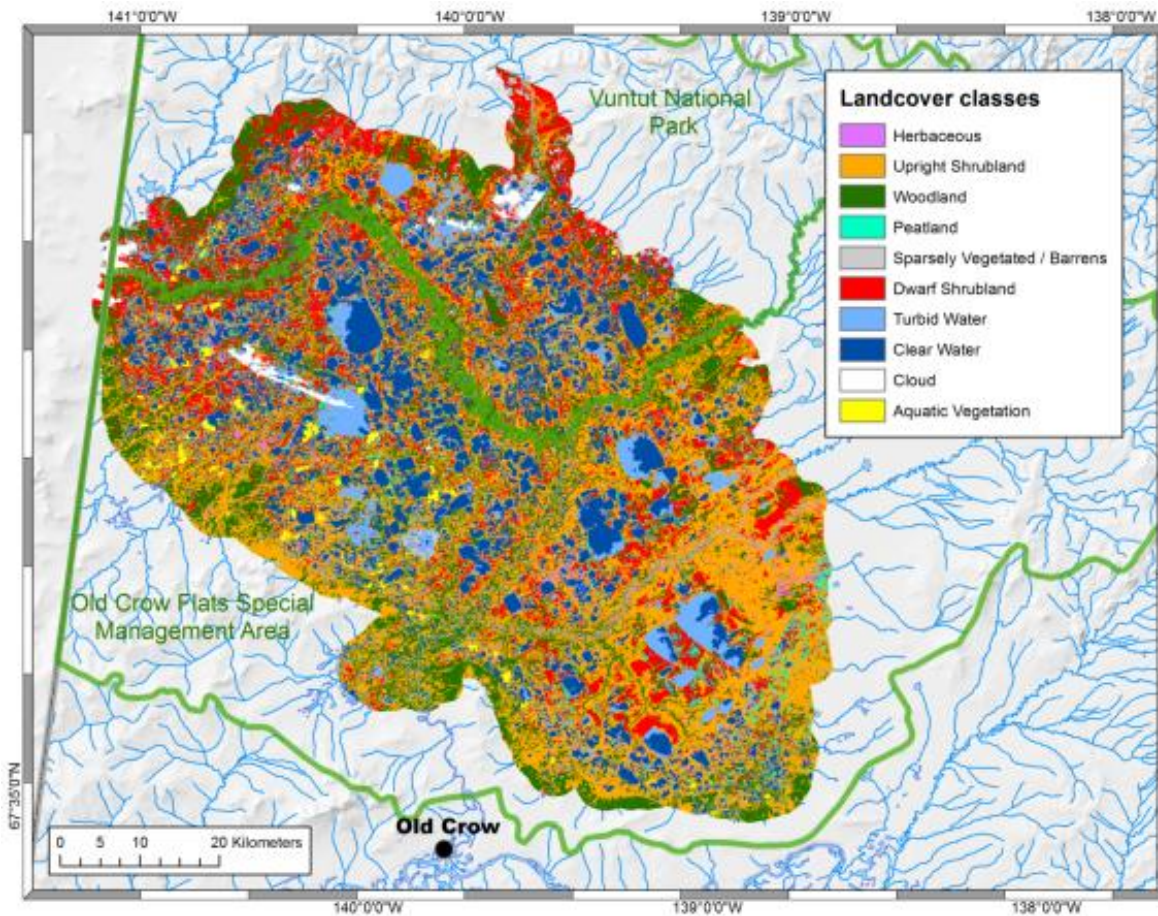 141°0'0"W
140°0'0"W
139°0'0"W
138°0'0"W
Vuntut National
Park
Landcover classes
Herbaceous
Upright Shrubland
Woodland
Peatland
Sparsely Vegetated / Barrens
Dwarf Shrubland
Turbid Water
Clear Water
Cloud
Aquatic Vegetation
Old Crow Flats Special
Management Area
67°35'0"N
Old Crow
0 5 10 20 Kilometers
140°0'0"W
139°0'0"W
138°0'0"W